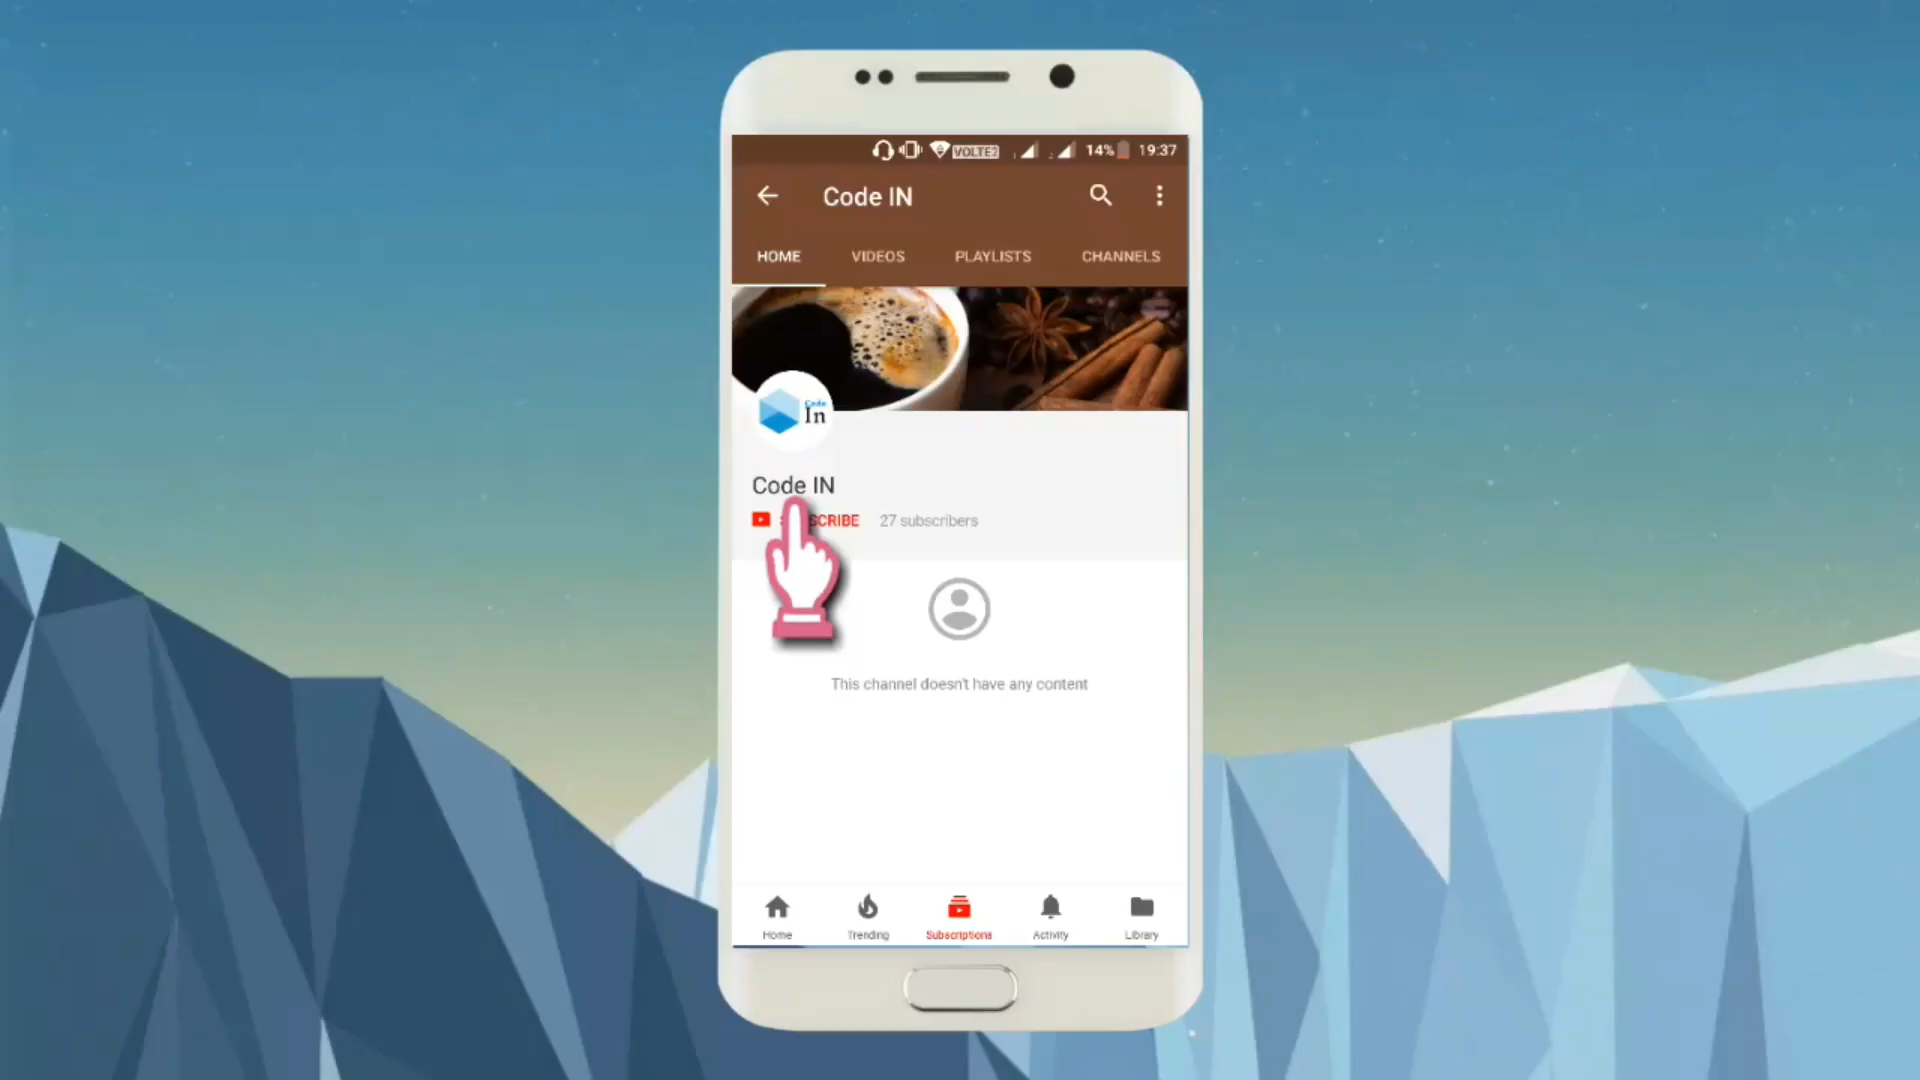 VOLTE2 14% 19:37
Code IN
HOME VIDEOS PLAYLISTS CHANNELS
Code
In
Code IN
SCRIBE 27 subscribers
This channel doesn't have any content
Home Trending Subscriptions Activity Library